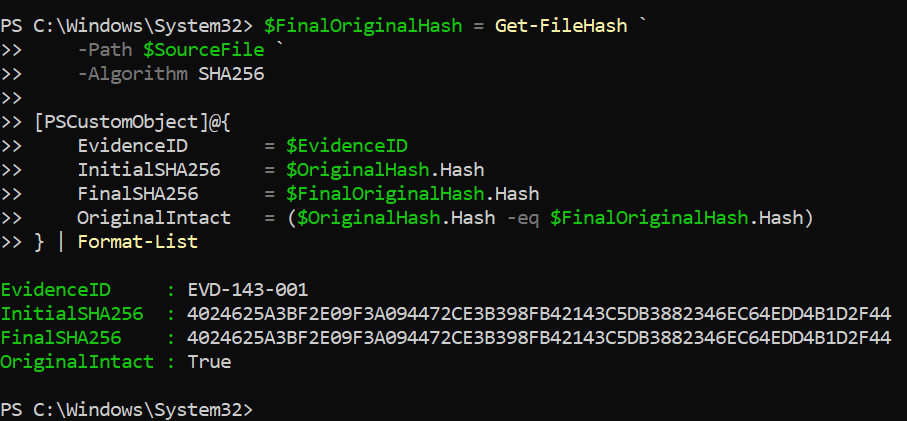 PS C:\Windows\System32> $FinalOriginalHash = Get-FileHash `
>>     -Path $SourceFile `
>>     -Algorithm SHA256
>>
>> [PSCustomObject]@{
>>     EvidenceID       = $EvidenceID
>>     InitialSHA256    = $OriginalHash.Hash
>>     FinalSHA256      = $FinalOriginalHash.Hash
>>     OriginalIntact   = ($OriginalHash.Hash -eq $FinalOriginalHash.Hash)
>> } | Format-List

EvidenceID     : EVD-143-001
InitialSHA256  : 4024625A3BF2E09F3A094472CE3B398FB42143C5DB3882346EC64EDD4B1D2F44
FinalSHA256    : 4024625A3BF2E09F3A094472CE3B398FB42143C5DB3882346EC64EDD4B1D2F44
OriginalIntact : True

PS C:\Windows\System32>